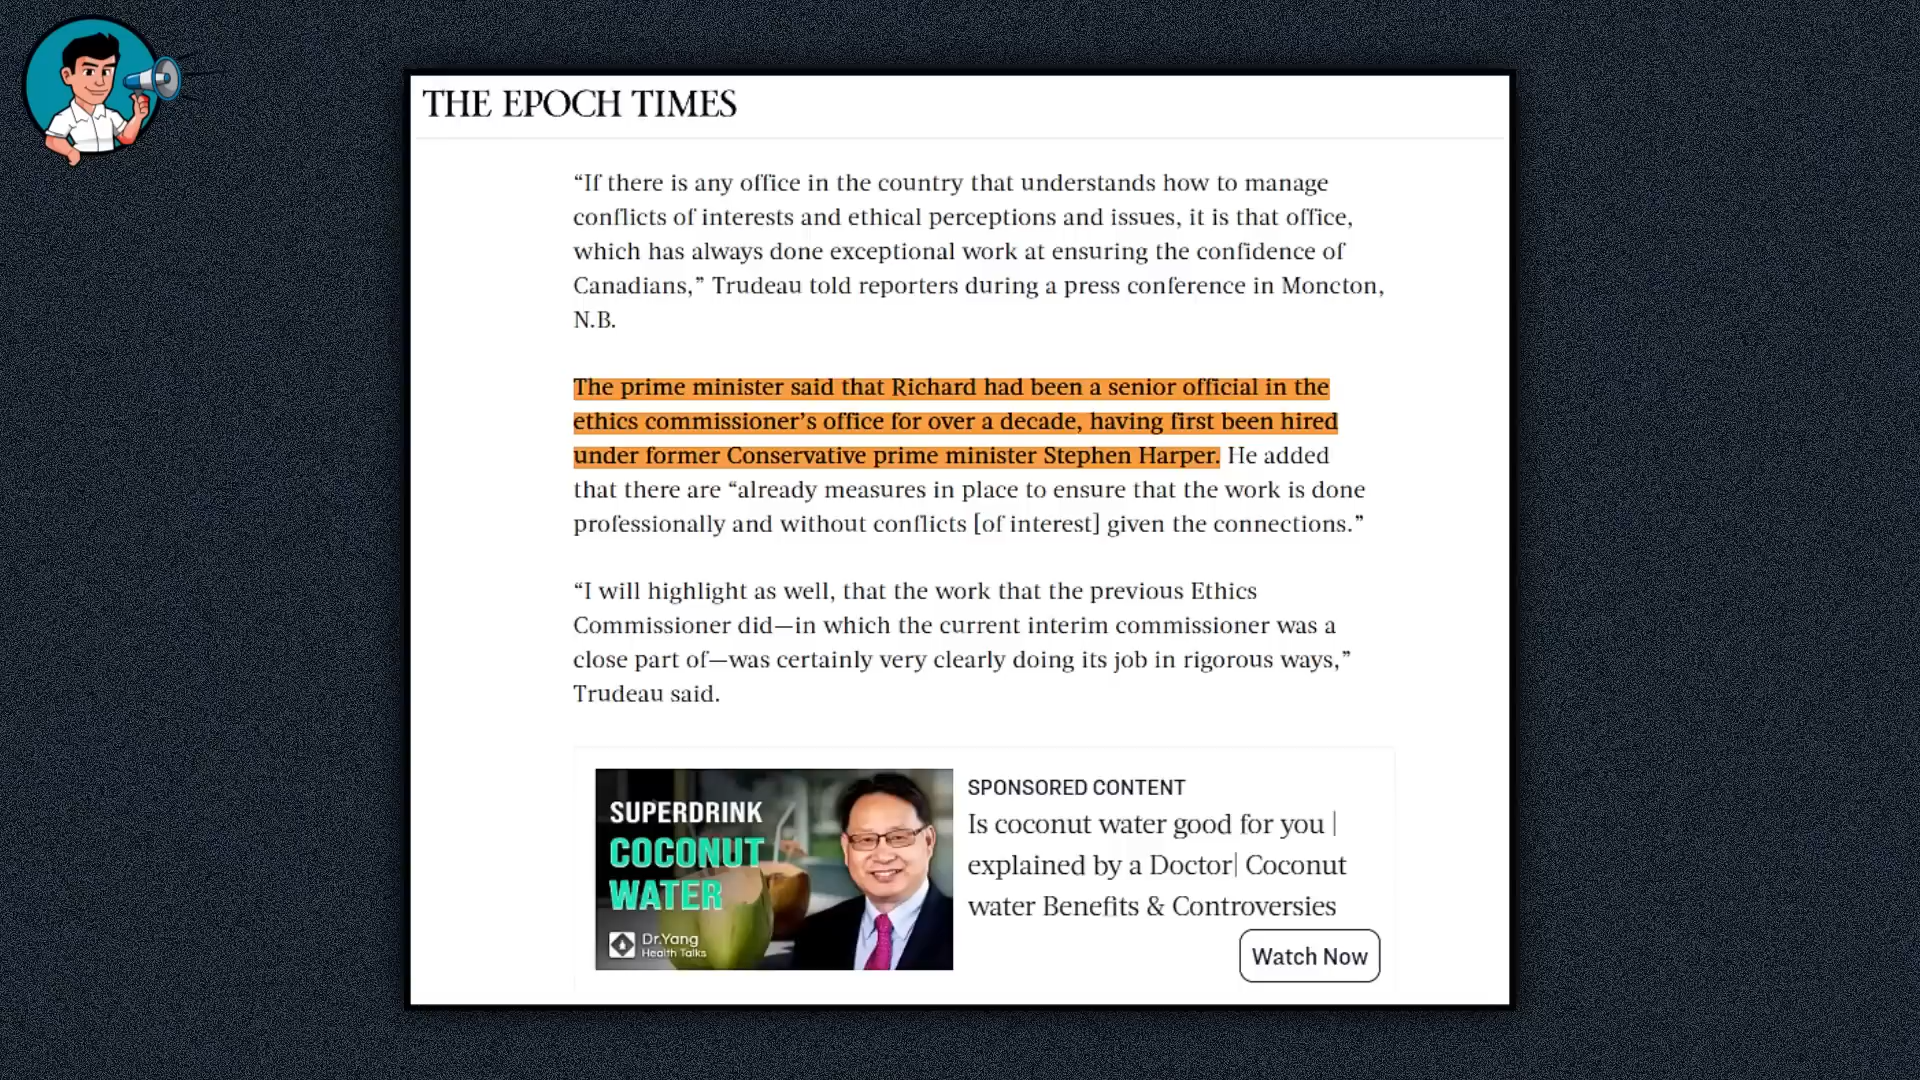 THE EPOCH TIMES
“If there is any office in the country that understands how to manage
conflicts of interests and ethical perceptions and issues, it is that office,
which has always done exceptional work at ensuring the confidence of
Canadians,” Trudeau told reporters during a press conference in Moncton,
N.B.
The prime minister said that Richard had been a senior official in the
ethics commissioner’s office for over a decade, having first been hired
under former Conservative prime minister Stephen Harper. He added
that there are “already measures in place to ensure that the work is done
professionally and without conflicts [of interest] given the connections.”
“I will highlight as well, that the work that the previous Ethics
Commissioner did—in which the current interim commissioner was a
close part of—was certainly very clearly doing its job in rigorous ways,”
Trudeau said.
SUPERDRINK
COCONUT
WATER
Dr.Yang
Health Talks
SPONSORED CONTENT
Is coconut water good for you |
explained by a Doctor| Coconut
water Benefits & Controversies
Watch Now